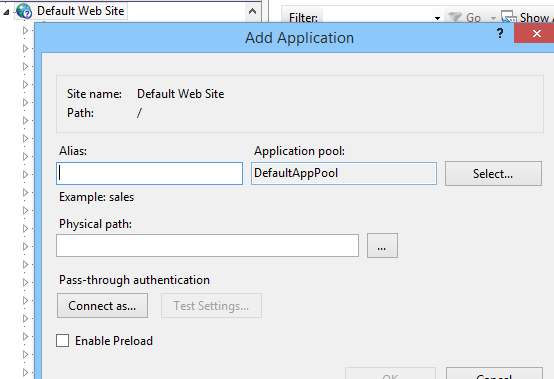 Default Web Site
Filter:
Go
Show A
Add Application
?
Site name: Default Web Site
Path: /
Alias:
Application pool:
DefaultAppPool
Select...
Example: sales
Physical path:
...
Pass-through authentication
Connect as...
Test Settings...
Enable Preload
OK
Cancel